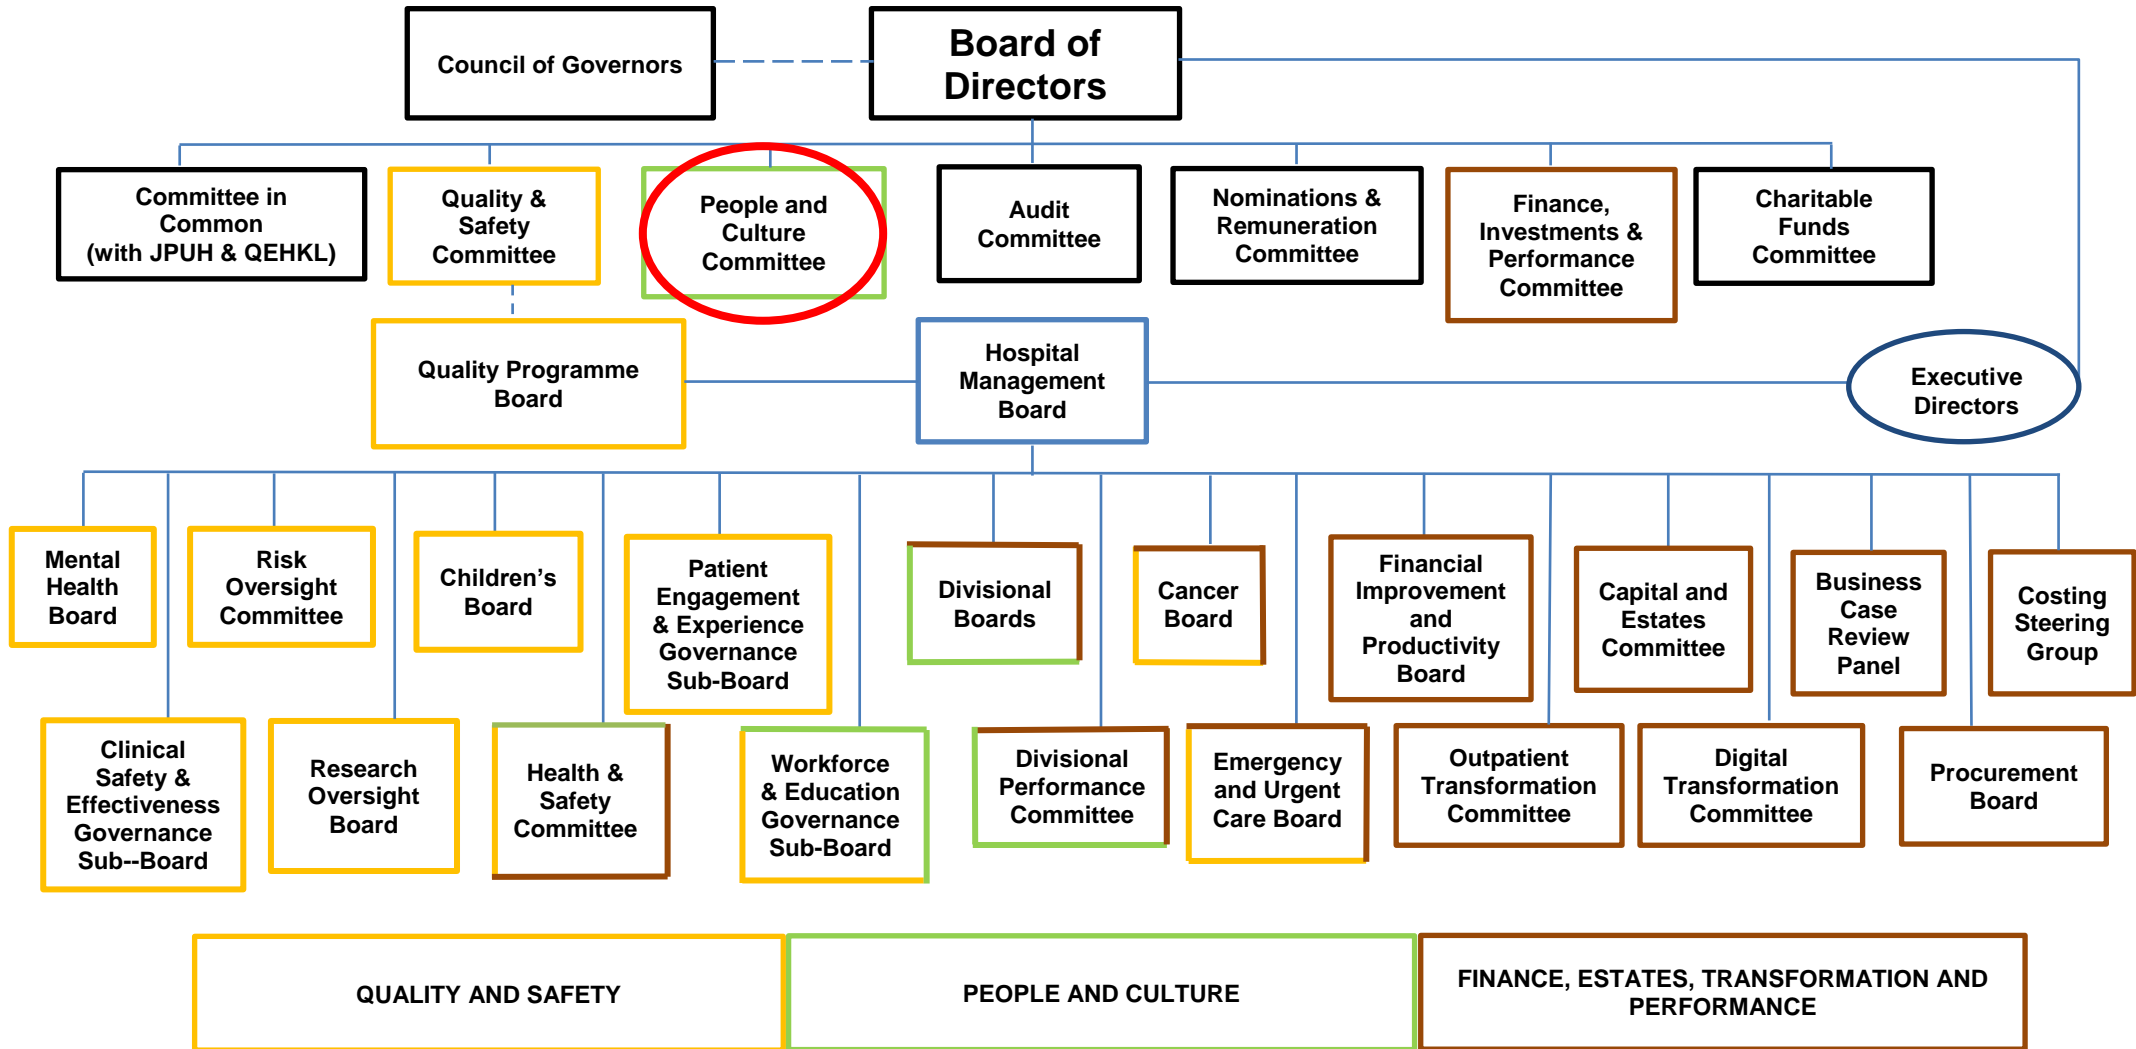 Council of Governors
Board of
Directors
Committee in
Common
(with JPUH & QEHKL)
Quality &
Safety
Committee
People and
Culture
Committee
Audit
Committee
Nominations &
Remuneration
Committee
Finance,
Investments &
Performance
Committee
Charitable
Funds
Committee
Quality Programme
Board
Hospital
Management
Board
Executive
Directors
Mental
Health
Board
Risk
Oversight
Committee
Children’s
Board
Patient
Engagement
& Experience
Governance
Sub-Board
Divisional
Boards
Cancer
Board
Financial
Improvement
and
Productivity
Board
Capital and
Estates
Committee
Business
Case
Review
Panel
Costing
Steering
Group
Clinical
Safety &
Effectiveness
Governance
Sub--Board
Research
Oversight
Board
Health &
Safety
Committee
Workforce
& Education
Governance
Sub-Board
Divisional
Performance
Committee
Emergency
and Urgent
Care Board
Outpatient
Transformation
Committee
Digital
Transformation
Committee
Procurement
Board
QUALITY AND SAFETY
PEOPLE AND CULTURE
FINANCE, ESTATES, TRANSFORMATION AND
PERFORMANCE